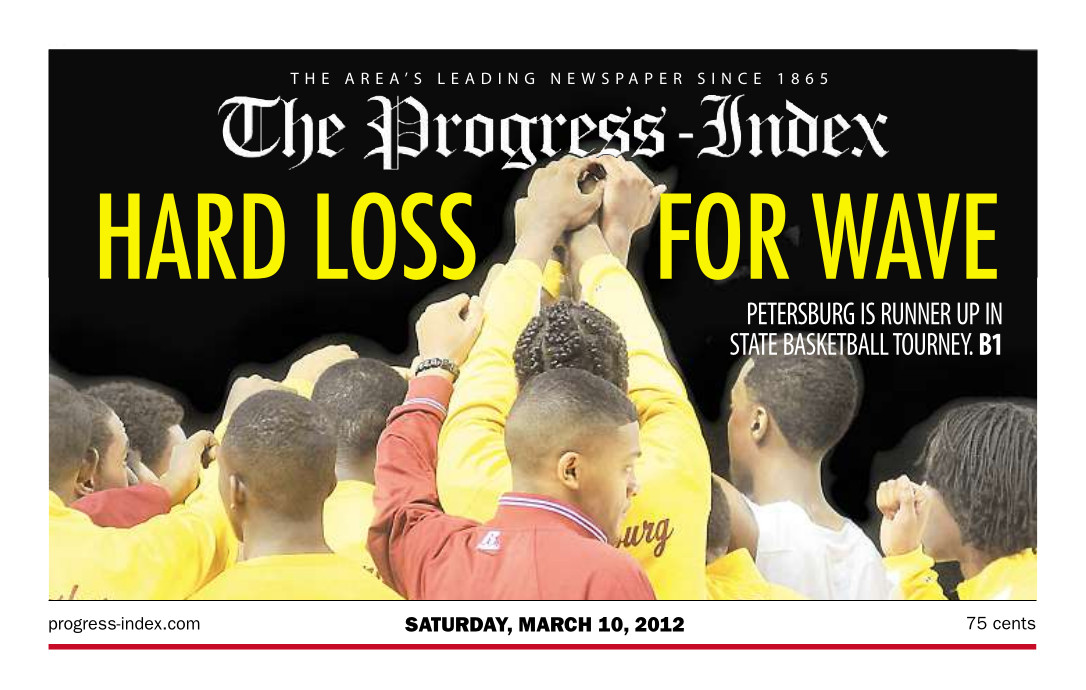 THE AREA'S LEADING NEWSPAPER SINCE 1865
The Progress-Index
HARD LOSS FOR WAVE
PETERSBURG IS RUNNER UP IN
STATE BASKETBALL TOURNEY. B1
urg
progress-index.com
SATURDAY, MARCH 10, 2012
75 cents